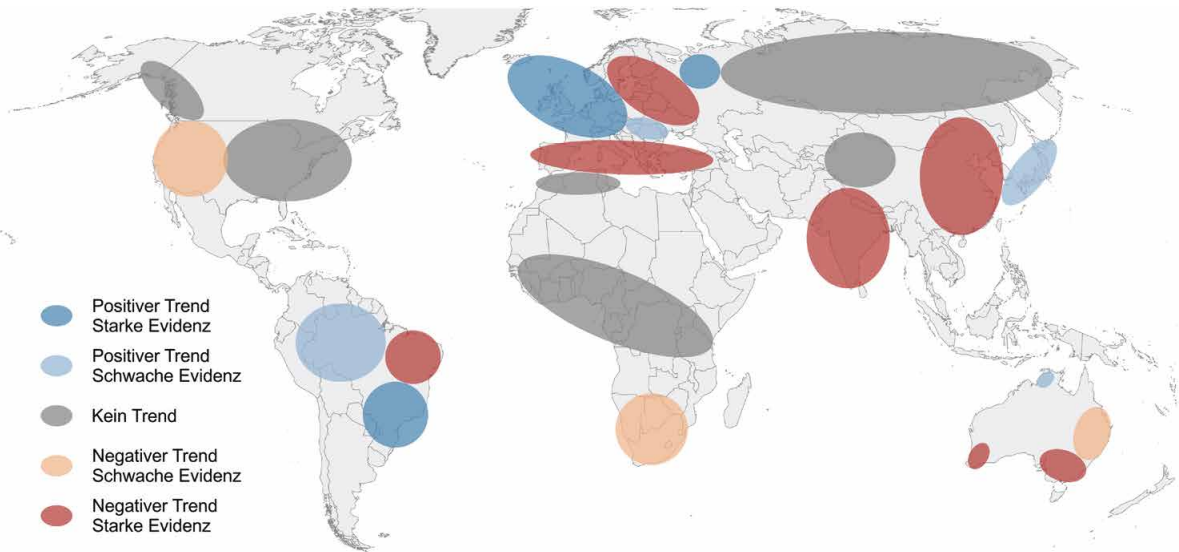 Positiver Trend
Starke Evidenz
Positiver Trend
Schwache Evidenz
Kein Trend
Negativer Trend
Schwache Evidenz
Negativer Trend
Starke Evidenz